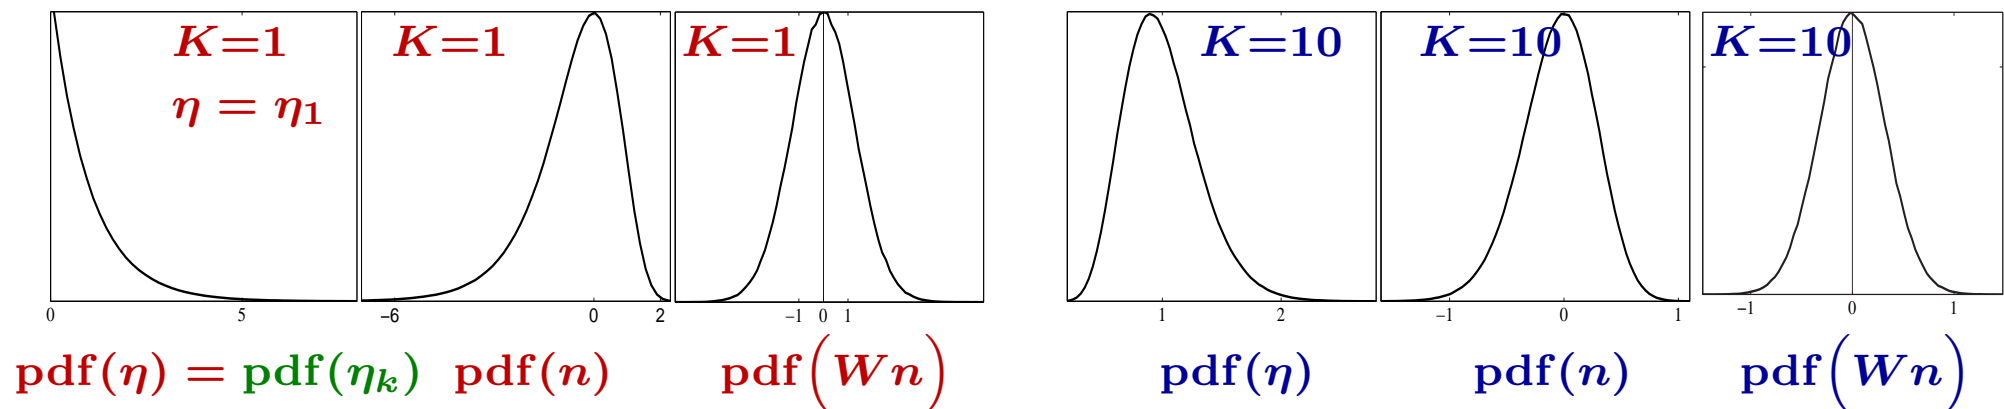 K=1
η = η₁
K=1
K=1
K=10
K=10
K=10
0 5
−6 0 2
−1 0 1
1 2
−1 0 1
−1 0 1
pdf(η) = pdf(ηₖ)
pdf(n)
pdf(Wn)
pdf(η)
pdf(n)
pdf(Wn)